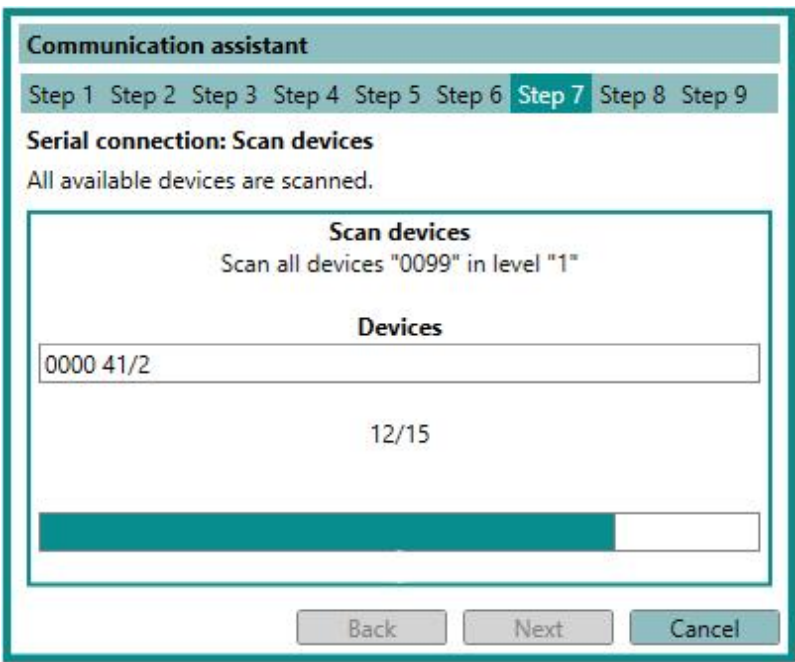 Communication assistant
Step 1 Step 2 Step 3 Step 4 Step 5 Step 6 Step 7 Step 8 Step 9
Serial connection: Scan devices
All available devices are scanned.
Scan devices
Scan all devices "0099" in level "1"
Devices
0000 41/2
12/15
Back Next Cancel